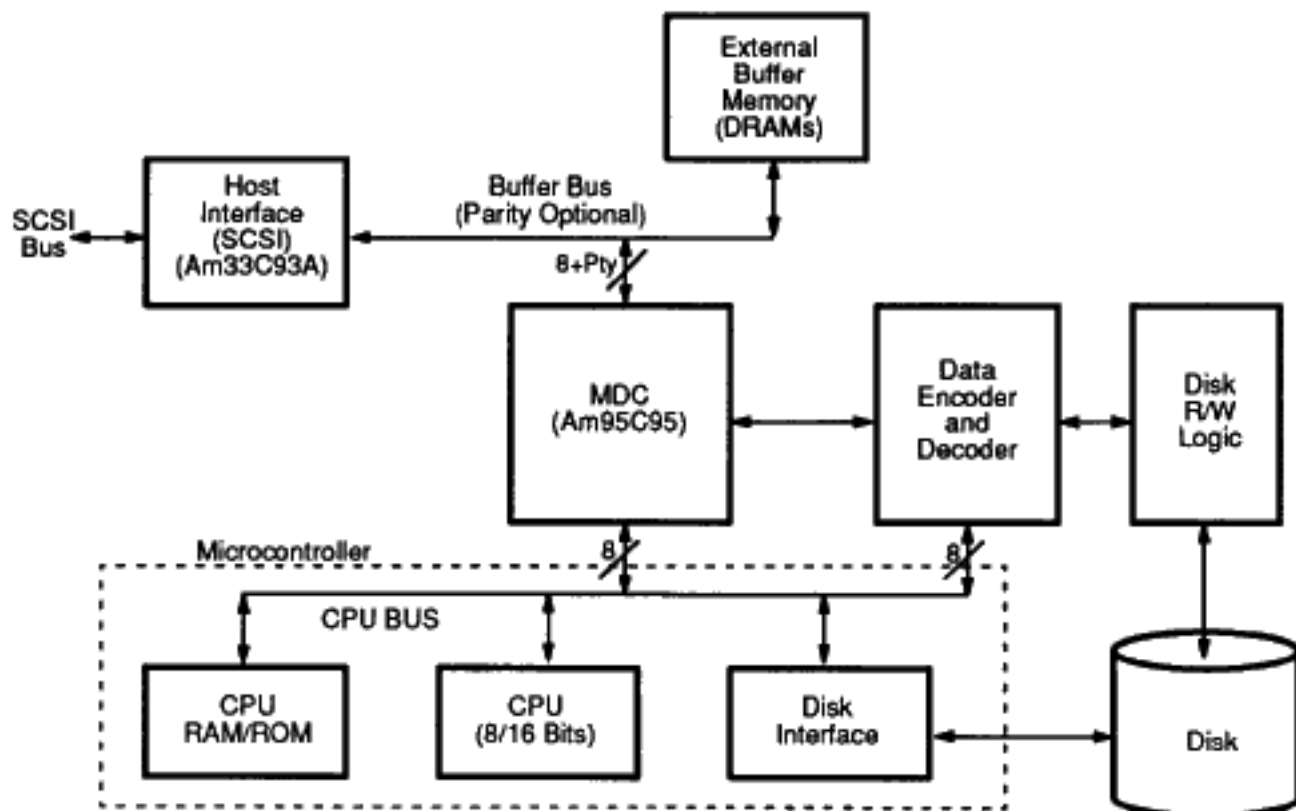 External
Buffer
Memory
(DRAMs)
Host
Interface
(SCSI)
(Am33C93A)
SCSI
Bus
Buffer Bus
(Parity Optional)
8+Pty
MDC
(Am95C95)
Data
Encoder
and
Decoder
Disk
R/W
Logic
Microcontroller
8
8
CPU BUS
CPU
RAM/ROM
CPU
(8/16 Bits)
Disk
Interface
Disk